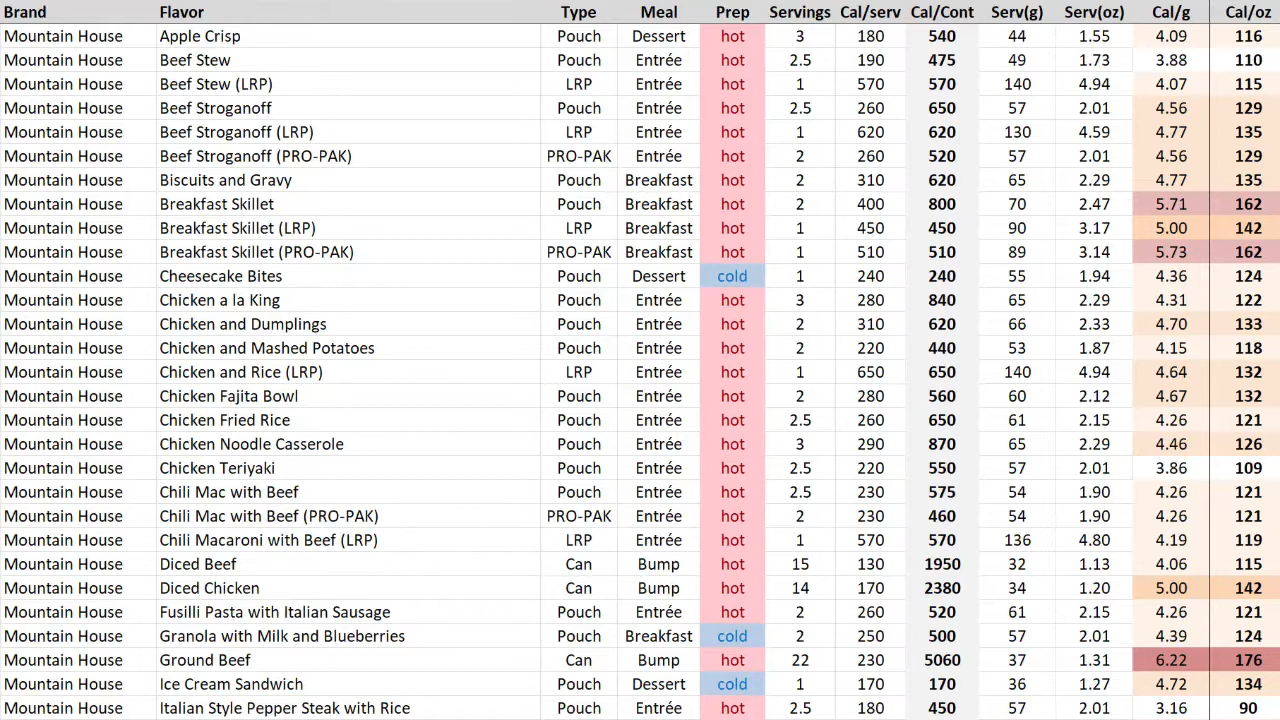 Brand Flavor Type Meal Prep Servings Cal/serv Cal/Cont Serv(g) Serv(oz) Cal/g Cal/oz
Mountain House Apple Crisp Pouch Dessert hot 3 180 540 44 1.55 4.09 116
Mountain House Beef Stew Pouch Entrée hot 2.5 190 475 49 1.73 3.88 110
Mountain House Beef Stew (LRP) LRP Entrée hot 1 570 570 140 4.94 4.07 115
Mountain House Beef Stroganoff Pouch Entrée hot 2.5 260 650 57 2.01 4.56 129
Mountain House Beef Stroganoff (LRP) LRP Entrée hot 1 620 620 130 4.59 4.77 135
Mountain House Beef Stroganoff (PRO-PAK) PRO-PAK Entrée hot 2 260 520 57 2.01 4.56 129
Mountain House Biscuits and Gravy Pouch Breakfast hot 2 310 620 65 2.29 4.77 135
Mountain House Breakfast Skillet Pouch Breakfast hot 2 400 800 70 2.47 5.71 162
Mountain House Breakfast Skillet (LRP) LRP Breakfast hot 1 450 450 90 3.17 5.00 142
Mountain House Breakfast Skillet (PRO-PAK) PRO-PAK Breakfast hot 1 510 510 89 3.14 5.73 162
Mountain House Cheesecake Bites Pouch Dessert cold 1 240 240 55 1.94 4.36 124
Mountain House Chicken a la King Pouch Entrée hot 3 280 840 65 2.29 4.31 122
Mountain House Chicken and Dumplings Pouch Entrée hot 2 310 620 66 2.33 4.70 133
Mountain House Chicken and Mashed Potatoes Pouch Entrée hot 2 220 440 53 1.87 4.15 118
Mountain House Chicken and Rice (LRP) LRP Entrée hot 1 650 650 140 4.94 4.64 132
Mountain House Chicken Fajita Bowl Pouch Entrée hot 2 280 560 60 2.12 4.67 132
Mountain House Chicken Fried Rice Pouch Entrée hot 2.5 260 650 61 2.15 4.26 121
Mountain House Chicken Noodle Casserole Pouch Entrée hot 3 290 870 65 2.29 4.46 126
Mountain House Chicken Teriyaki Pouch Entrée hot 2.5 220 550 57 2.01 3.86 109
Mountain House Chili Mac with Beef Pouch Entrée hot 2.5 230 575 54 1.90 4.26 121
Mountain House Chili Mac with Beef (PRO-PAK) PRO-PAK Entrée hot 2 230 460 54 1.90 4.26 121
Mountain House Chili Macaroni with Beef (LRP) LRP Entrée hot 1 570 570 136 4.80 4.19 119
Mountain House Diced Beef Can Bump hot 15 130 1950 32 1.13 4.06 115
Mountain House Diced Chicken Can Bump hot 14 170 2380 34 1.20 5.00 142
Mountain House Fusilli Pasta with Italian Sausage Pouch Entrée hot 2 260 520 61 2.15 4.26 121
Mountain House Granola with Milk and Blueberries Pouch Breakfast cold 2 250 500 57 2.01 4.39 124
Mountain House Ground Beef Can Bump hot 22 230 5060 37 1.31 6.22 176
Mountain House Ice Cream Sandwich Pouch Dessert cold 1 170 170 36 1.27 4.72 134
Mountain House Italian Style Pepper Steak with Rice Pouch Entrée hot 2.5 180 450 57 2.01 3.16 90